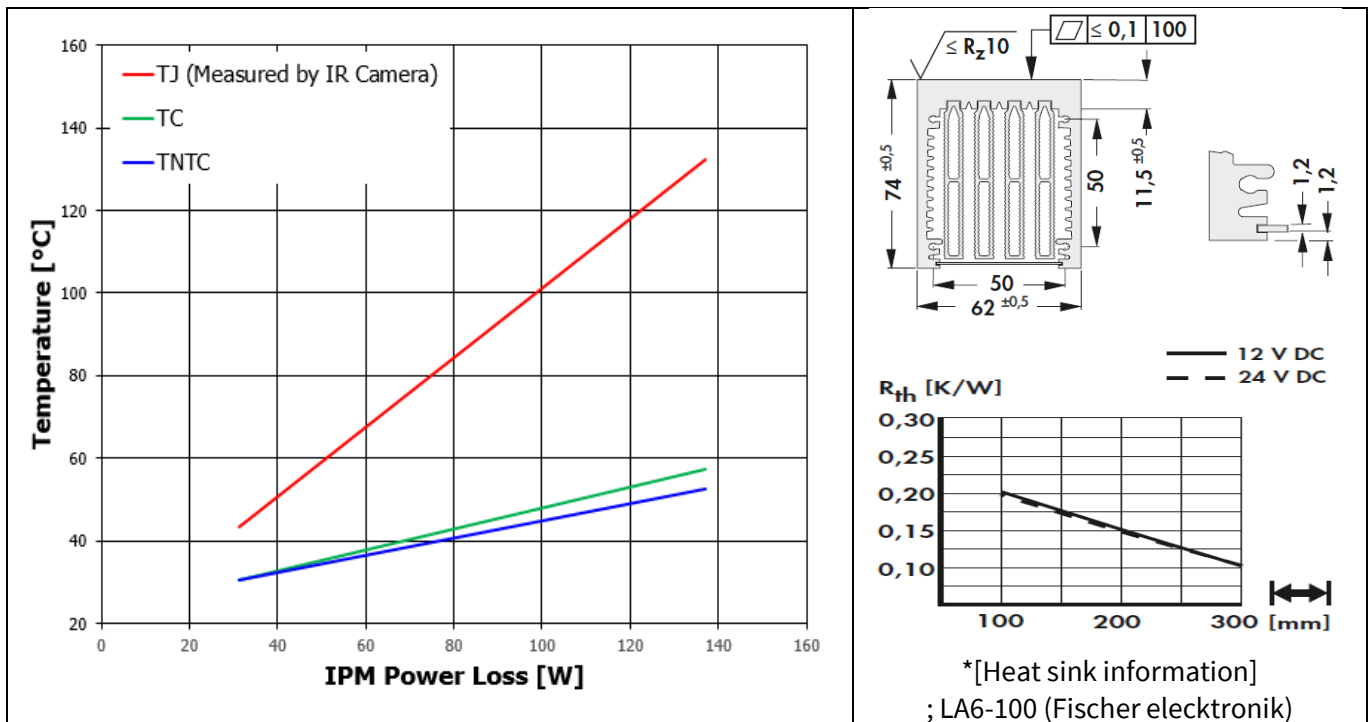 160
140
120
100
80
60
40
20
0
20
40
60
80
100
120
140
160
Temperature [°C]
IPM Power Loss [W]
TJ (Measured by IR Camera)
TC
TNTC
≤ Rz10
≤ 0,1 100
74 ±0,5
50
11,5 ±0,5
1,2
1,2
50
62 ±0,5
12 V DC
24 V DC
Rth [K/W]
0,30
0,25
0,20
0,15
0,10
100
200
300 [mm]
*[Heat sink information]
; LA6-100 (Fischer elecktronik)